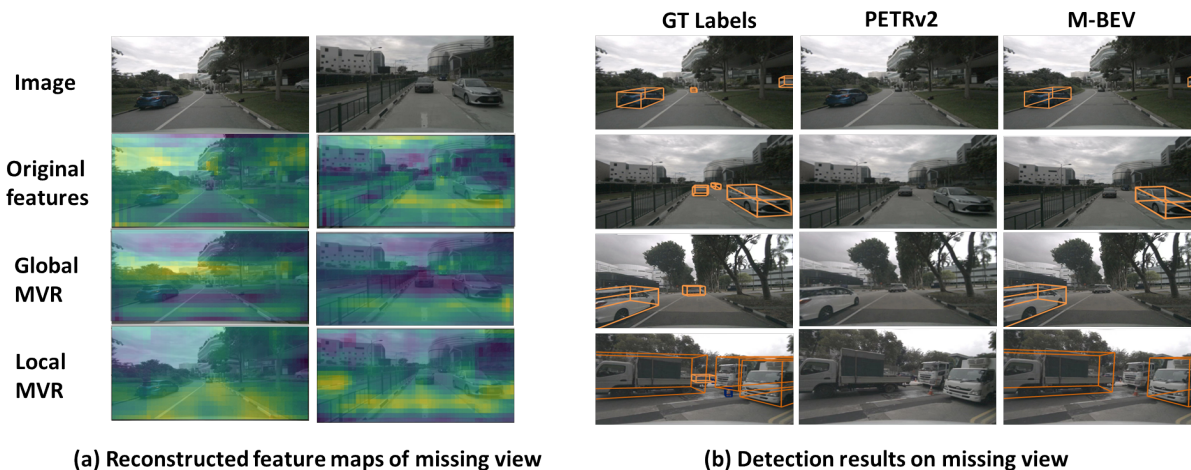 GT Labels PETRv2 M-BEV
Image
Original
features
Global
MVR
Local
MVR
(a) Reconstructed feature maps of missing view
(b) Detection results on missing view